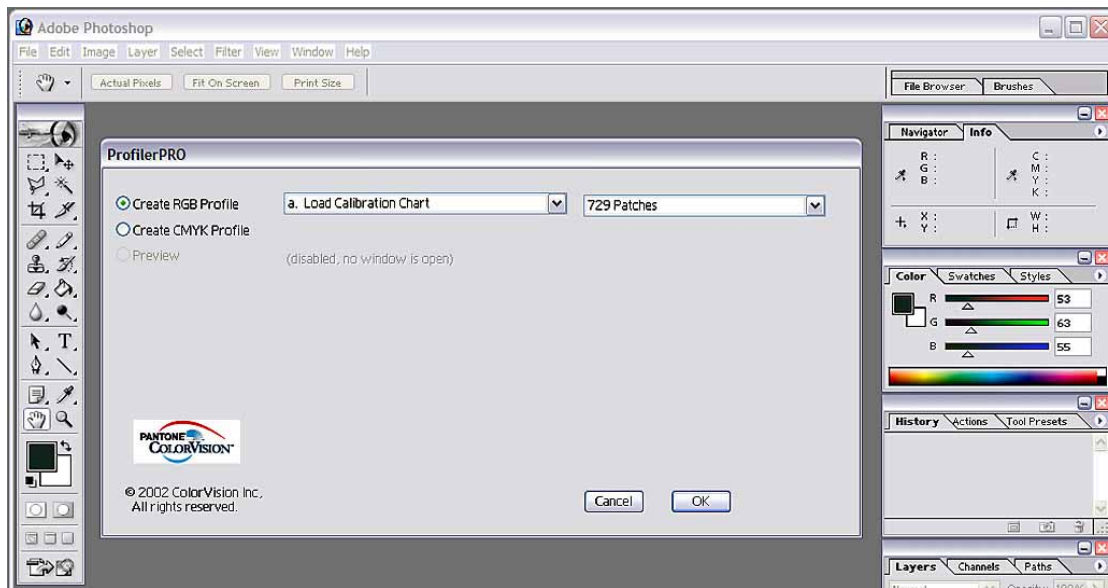 Adobe Photoshop
File Edit Image Layer Select Filter View Window Help
Actual Pixels Fit On Screen Print Size
File Browser Brushes
Navigator Info
R : C :
G : M :
B : Y :
K :
X : W :
Y : H :
ProfilerPRO
Create RGB Profile a. Load Calibration Chart 729 Patches
Create CMYK Profile
Preview (disabled, no window is open)
Color Swatches Styles
R 53
G 63
B 55
History Actions Tool Presets
PANTONE
COLORVISION™
© 2002 ColorVision Inc,
All rights reserved.
Cancel OK
Layers Channels Paths
T